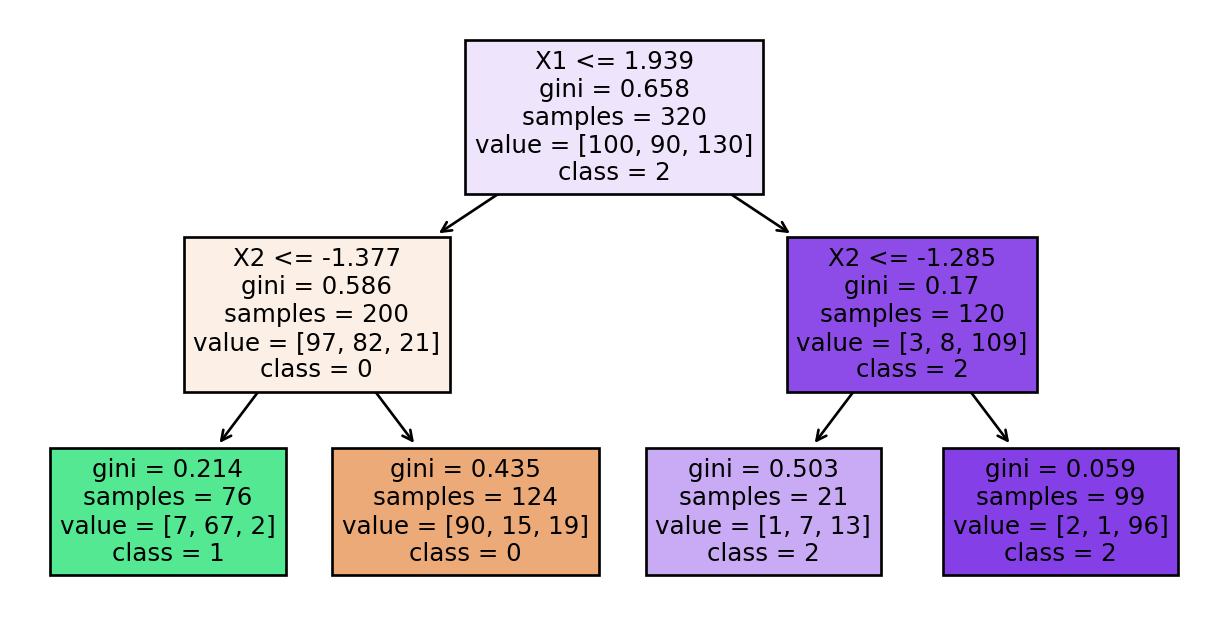 X1 <= 1.939
gini = 0.658
samples = 320
value = [100, 90, 130]
class = 2
X2 <= -1.377
gini = 0.586
samples = 200
value = [97, 82, 21]
class = 0
X2 <= -1.285
gini = 0.17
samples = 120
value = [3, 8, 109]
class = 2
gini = 0.214
samples = 76
value = [7, 67, 2]
class = 1
gini = 0.435
samples = 124
value = [90, 15, 19]
class = 0
gini = 0.503
samples = 21
value = [1, 7, 13]
class = 2
gini = 0.059
samples = 99
value = [2, 1, 96]
class = 2